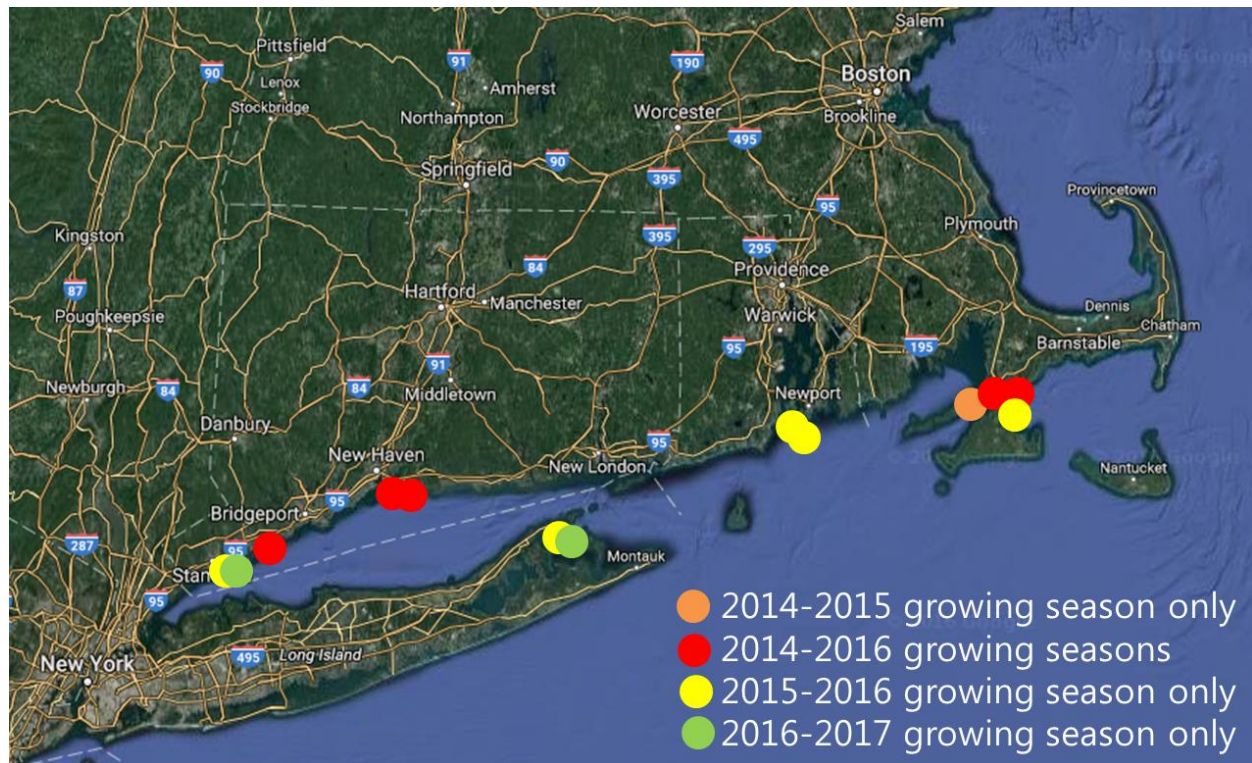 Salem
Pittsfield
90
91
190
Lenox
Amherst
Boston
Stockbridge
Northampton
Worcester
Brookline
495
90
Springfield
395
Provincetown
95
Plymouth
Kingston
395
295
84
Providence
87
Hartford
Manchester
Dennis
Poughkeepsie
Warwick
Chatham
95
195
Barnstable
91
Newburgh
84
84
Middletown
Newport
Danbury
95
New Haven
New London
Nantucket
95
Bridgeport
287
95
Stam
Montauk
95
2014-2015 growing season only
New York
495
Long Island
2014-2016 growing seasons
2015-2016 growing season only
2016-2017 growing season only